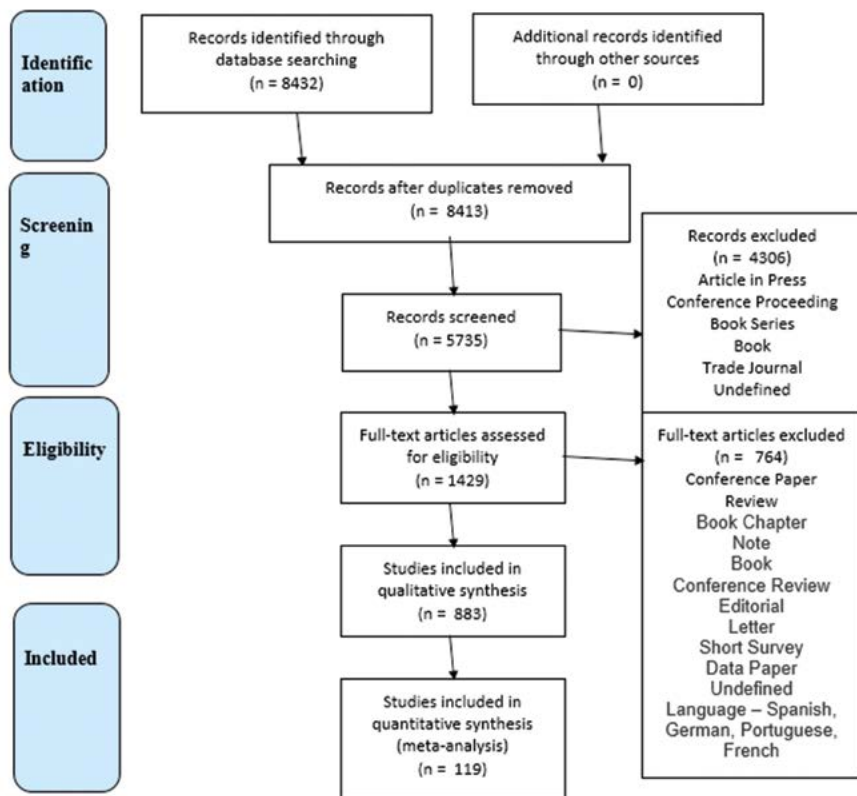 Identific
ation
Records identified through
database searching
(n = 8432)
Additional records identified
through other sources
(n = 0)
Screenin
g
Records after duplicates removed
(n = 8413)
Records screened
(n = 5735)
Records excluded
(n = 4306)
Article in Press
Conference Proceeding
Book Series
Book
Trade Journal
Undefined
Eligibility
Full-text articles assessed
for eligibility
(n = 1429)
Full-text articles excluded
(n = 764)
Conference Paper
Review
Book Chapter
Note
Book
Conference Review
Editorial
Letter
Short Survey
Data Paper
Undefined
Language – Spanish,
German, Portuguese,
French
Studies included in
qualitative synthesis
(n = 883)
Included
Studies included in
quantitative synthesis
(meta-analysis)
(n = 119)